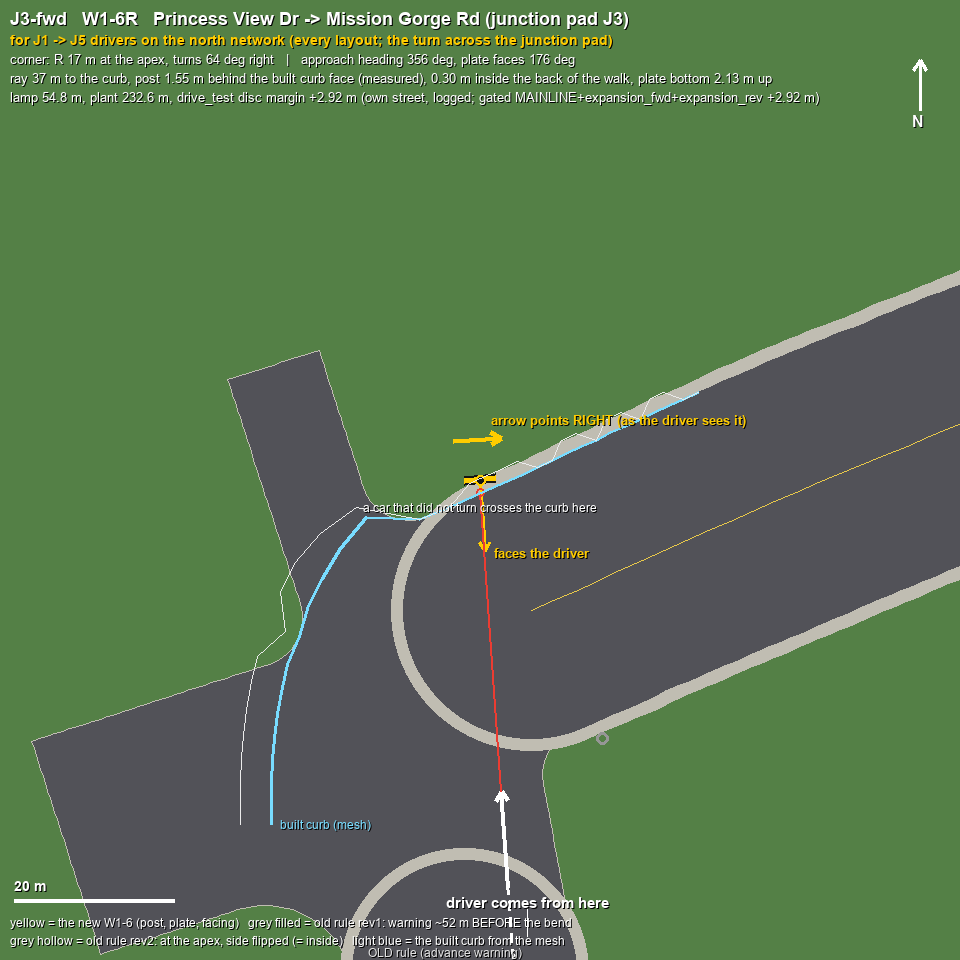 J3-fwd W1-6R Princess View Dr -> Mission Gorge Rd (junction pad J3)
for J1 -> J5 drivers on the north network (every layout; the turn across the junction pad)
corner: R 17 m at the apex, turns 64 deg right | approach heading 356 deg, plate faces 176 deg
ray 37 m to the curb, post 1.55 m behind the built curb face (measured), 0.30 m inside the back of the walk, plate bottom 2.13 m up
lamp 54.8 m, plant 232.6 m, drive_test disc margin +2.92 m (own street, logged; gated MAINLINE+expansion_fwd+expansion_rev +2.92 m)
N
arrow points RIGHT (as the driver sees it)
a car that did not turn crosses the curb here
faces the driver
built curb (mesh)
20 m
driver comes from here
yellow = the new W1-6 (post, plate, facing) grey filled = old rule rev1: warning ~52 m BEFORE the bend
grey hollow = old rule rev2: at the apex, side flipped (= inside) light blue = the built curb from the mesh
OLD rule (advance warning)